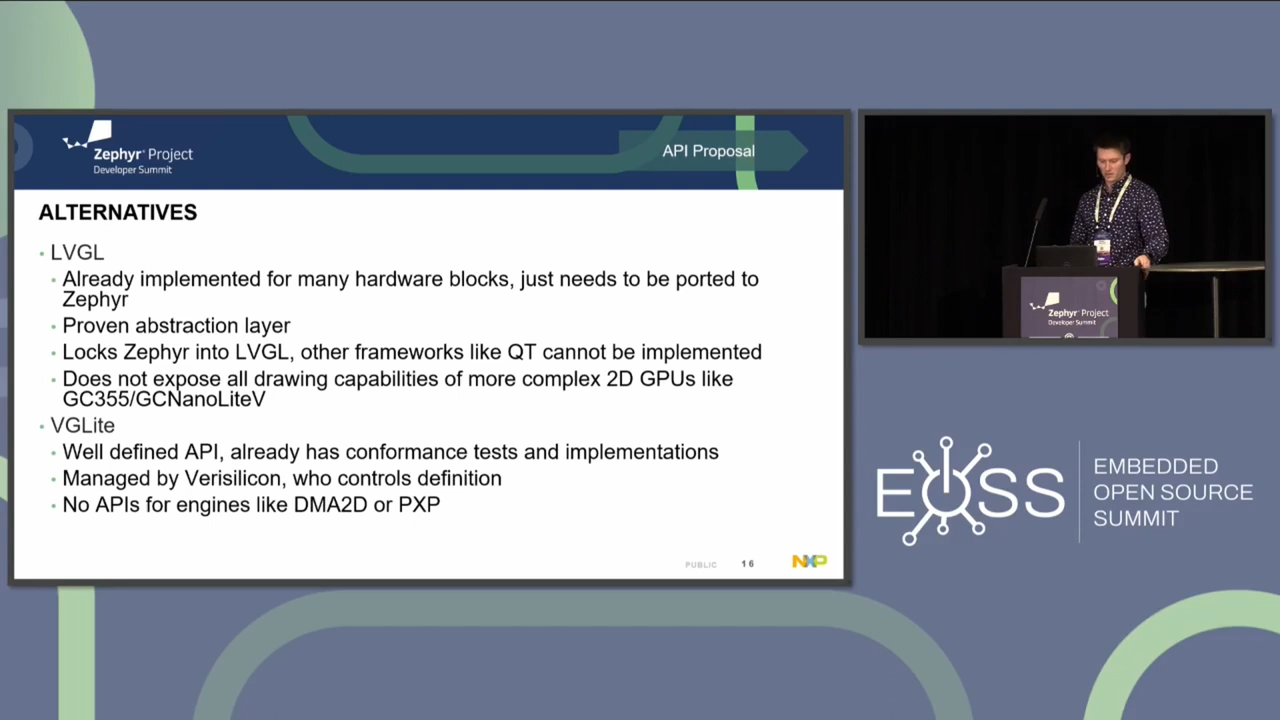 Zephyr® Project
Developer Summit
API Proposal
ALTERNATIVES
LVGL
Already implemented for many hardware blocks, just needs to be ported to
Zephyr
Proven abstraction layer
Locks Zephyr into LVGL, other frameworks like QT cannot be implemented
Does not expose all drawing capabilities of more complex 2D GPUs like
GC355/GCNanoLiteV
VGLite
Well defined API, already has conformance tests and implementations
Managed by Verisilicon, who controls definition
No APIs for engines like DMA2D or PXP
PUBLIC
16
NXP
Zephyr® Project
Developer Summit
EOSS
EMBEDDED
OPEN SOURCE
SUMMIT